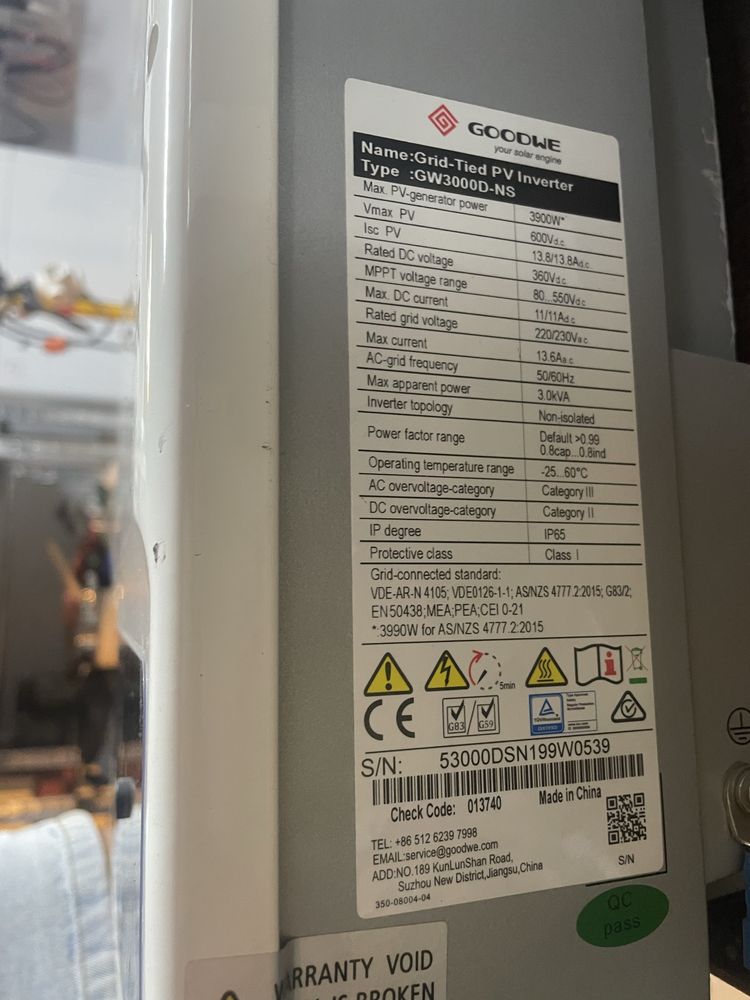 GOODWE
your solar engine
Name:Grid-Tied PV Inverter
Type :GW3000D-NS
Max. PV-generator power 3900W*
Vmax PV 600Vd.c.
Isc PV 13.8/13.8Ad.c.
Rated DC voltage 360Vd.c.
MPPT voltage range 80...550Vd.c.
Max. DC current 11/11Ad.c.
Rated grid voltage 220/230Va.c.
Max current 13.6Aa.c.
AC-grid frequency 50/60Hz
Max apparent power 3.0kVA
Inverter topology Non-isolated
Power factor range Default >0.99
0.8cap...0.8ind
Operating temperature range -25...60°C
AC overvoltage-category Category III
DC overvoltage-category Category II
IP degree IP65
Protective class Class I
Grid-connected standard:
VDE-AR-N 4105; VDE0126-1-1; AS/NZS 4777.2:2015; G83/2;
EN50438;MEA;PEA;CEI 0-21
*:3990W for AS/NZS 4777.2:2015
5min
CE G83 / G59
S/N: 53000DSN199W0539
Check Code: 013740 Made in China
TEL: +86 512 6239 7998
EMAIL:service@goodwe.com
ADD:NO.189 KunLunShan Road,
Suzhou New District,Jiangsu,China
S/N
350-08004-04
QC
pass
WARRANTY VOID
IS BROKEN